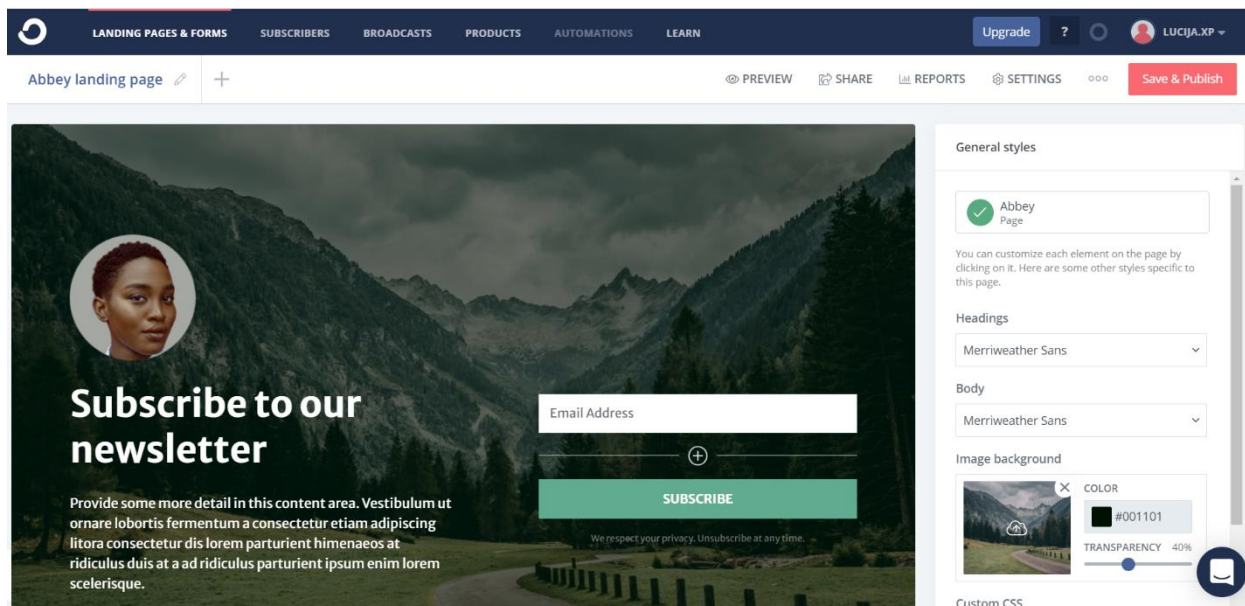 LANDING PAGES & FORMS
SUBSCRIBERS
BROADCASTS
PRODUCTS
AUTOMATIONS
LEARN
Upgrade
?
LUCIJA.XP
Abbey landing page
PREVIEW
SHARE
REPORTS
SETTINGS
Save & Publish
Subscribe to our
newsletter
Provide some more detail in this content area. Vestibulum ut
ornare lobortis fermentum a consectetur etiam adipiscing
litora consectetur dis lorem parturient himenaeos at
ridiculus duis at a ad ridiculus parturient ipsum enim lorem
scelerisque.
Email Address
SUBSCRIBE
We respect your privacy. Unsubscribe at any time.
General styles
Abbey
Page
You can customize each element on the page by
clicking on it. Here are some other styles specific to
this page.
Headings
Merriweather Sans
Body
Merriweather Sans
Image background
COLOR
#001101
TRANSPARENCY 40%
Custom CSS